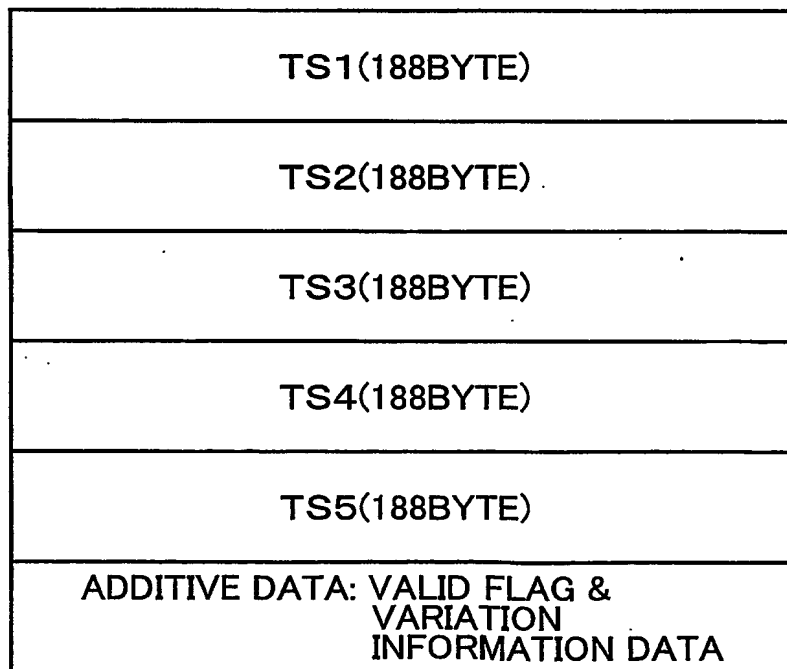 TS1(188BYTE)
TS2(188BYTE)
TS3(188BYTE)
TS4(188BYTE)
TS5(188BYTE)
ADDITIVE DATA: VALID FLAG &
VARIATION
INFORMATION DATA